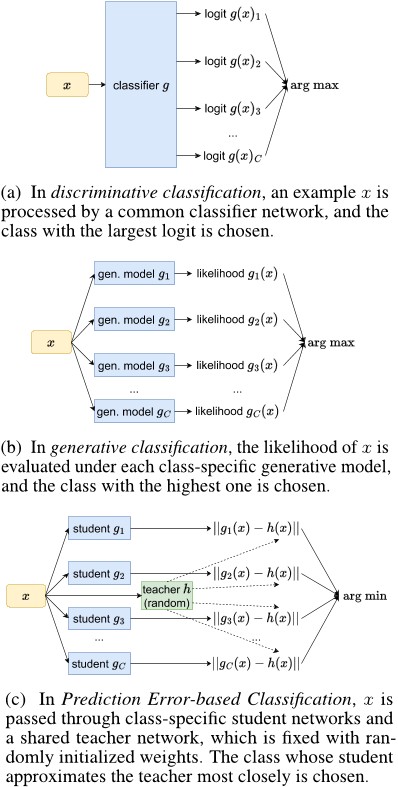 x
classifier g
logit g(x)₁
logit g(x)₂
logit g(x)₃
...
logit g(x)_C
arg max
(a) In discriminative classification, an example x is
processed by a common classifier network, and the
class with the largest logit is chosen.
x
gen. model g₁
likelihood g₁(x)
gen. model g₂
likelihood g₂(x)
gen. model g₃
likelihood g₃(x)
...
...
gen. model g_C
likelihood g_C(x)
arg max
(b) In generative classification, the likelihood of x is
evaluated under each class-specific generative model,
and the class with the highest one is chosen.
x
student g₁
||g₁(x) − h(x)||
student g₂
||g₂(x) − h(x)||
teacher h
(random)
student g₃
||g₃(x) − h(x)||
...
...
student g_C
||g_C(x) − h(x)||
arg min
(c) In Prediction Error-based Classification, x is
passed through class-specific student networks and
a shared teacher network, which is fixed with ran-
domly initialized weights. The class whose student
approximates the teacher most closely is chosen.